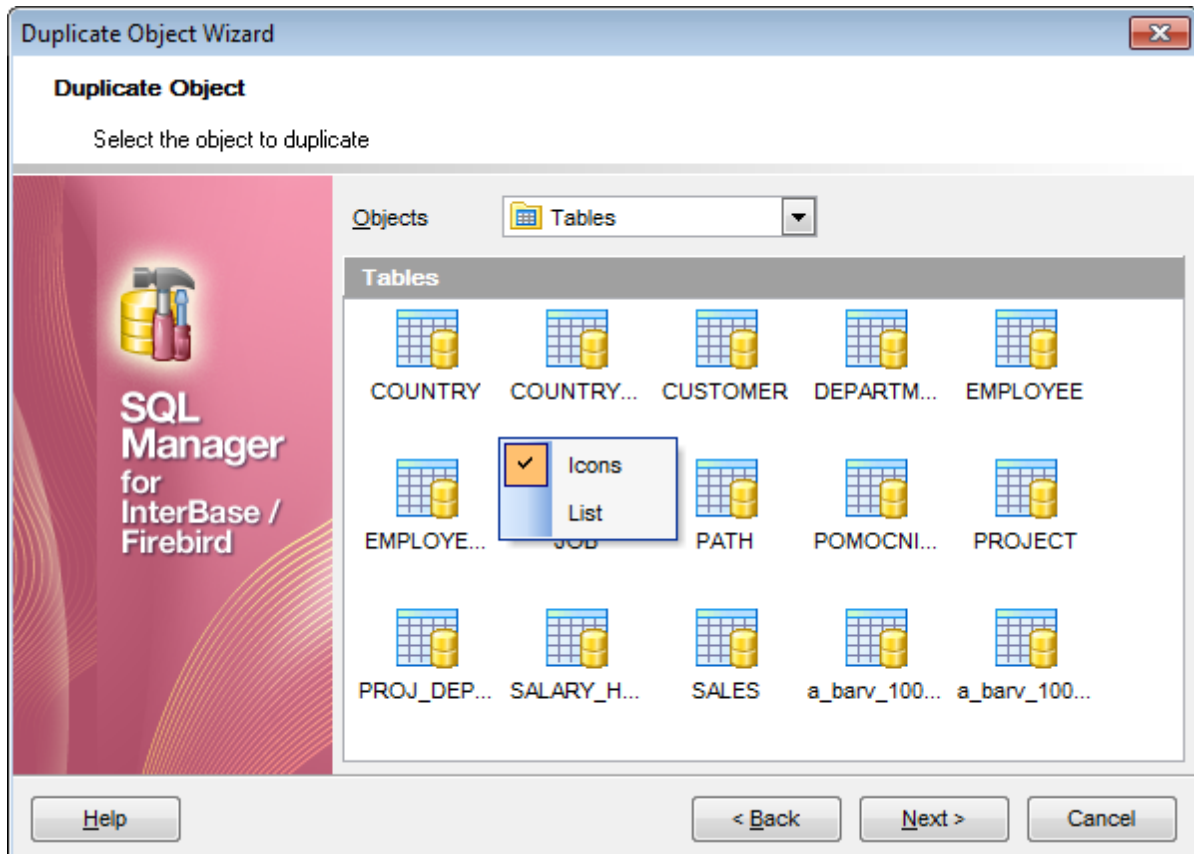 Duplicate Object Wizard
Duplicate Object
Select the object to duplicate
SQL
Manager
for
InterBase /
Firebird
Objects Tables
Tables
COUNTRY COUNTRY... CUSTOMER DEPARTM... EMPLOYEE
Icons
List
EMPLOYE... JOB PATH POMOCNI... PROJECT
PROJ_DEP... SALARY_H... SALES a_barv_100... a_barv_100...
Help < Back Next > Cancel